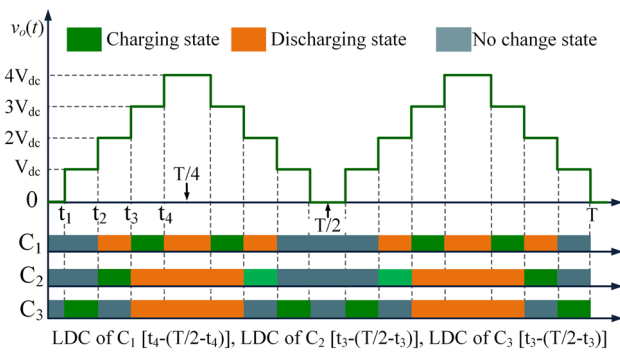 vo(t)
Charging state
Discharging state
No change state
4Vdc
3Vdc
2Vdc
Vdc
0
T/4
t1 t2 t3 t4
T/2
T
C1
C2
C3
LDC of C1 [t4-(T/2-t4)], LDC of C2 [t3-(T/2-t3)], LDC of C3 [t3-(T/2-t3)]